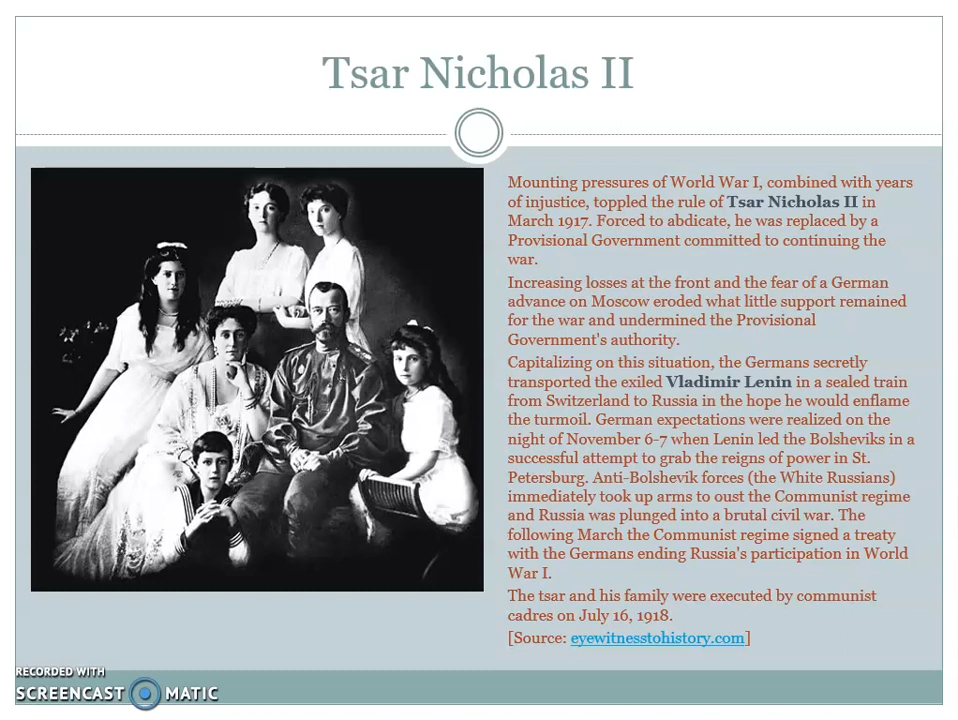 Tsar Nicholas II
Mounting pressures of World War I, combined with years
of injustice, toppled the rule of Tsar Nicholas II in
March 1917. Forced to abdicate, he was replaced by a
Provisional Government committed to continuing the
war.
Increasing losses at the front and the fear of a German
advance on Moscow eroded what little support remained
for the war and undermined the Provisional
Government's authority.
Capitalizing on this situation, the Germans secretly
transported the exiled Vladimir Lenin in a sealed train
from Switzerland to Russia in the hope he would enflame
the turmoil. German expectations were realized on the
night of November 6-7 when Lenin led the Bolsheviks in a
successful attempt to grab the reigns of power in St.
Petersburg. Anti-Bolshevik forces (the White Russians)
immediately took up arms to oust the Communist regime
and Russia was plunged into a brutal civil war. The
following March the Communist regime signed a treaty
with the Germans ending Russia's participation in World
War I.
The tsar and his family were executed by communist
cadres on July 16, 1918.
[Source: eyewitnesstohistory.com]
RECORDED WITH
SCREENCAST MATIC